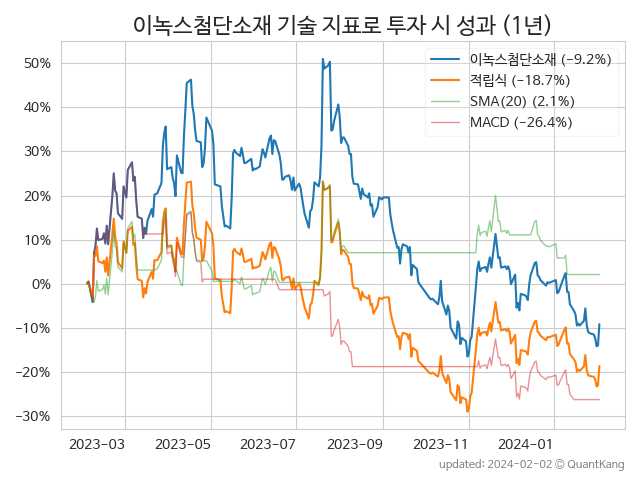 이녹스첨단소재 기술 지표로 투자 시 성과 (1년)
이녹스첨단소재 (-9.2%)
적립식 (-18.7%)
SMA(20) (2.1%)
MACD (-26.4%)
50%
40%
30%
20%
10%
0%
-10%
-20%
-30%
2023-03 2023-05 2023-07 2023-09 2023-11 2024-01
updated: 2024-02-02 © QuantKang